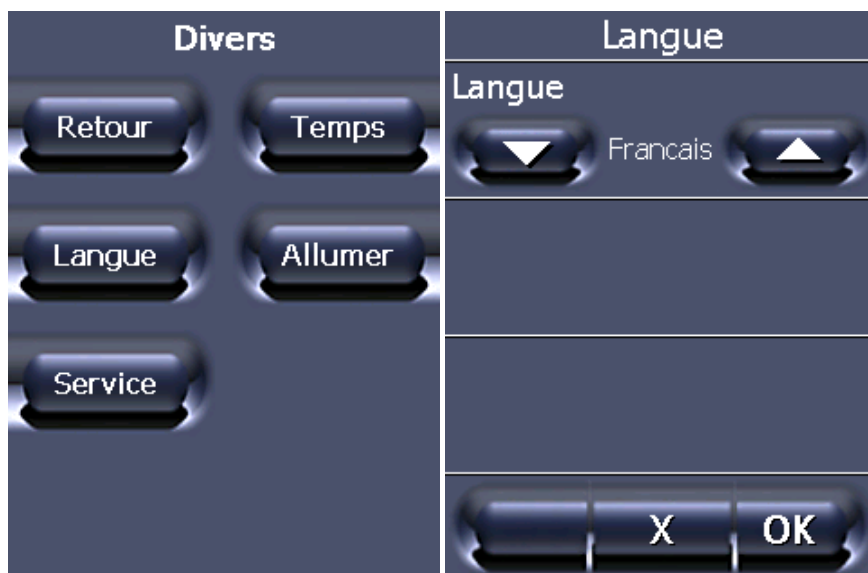 Divers
Retour
Temps
Langue
Allumer
Service
Langue
Langue
Francais
X
OK